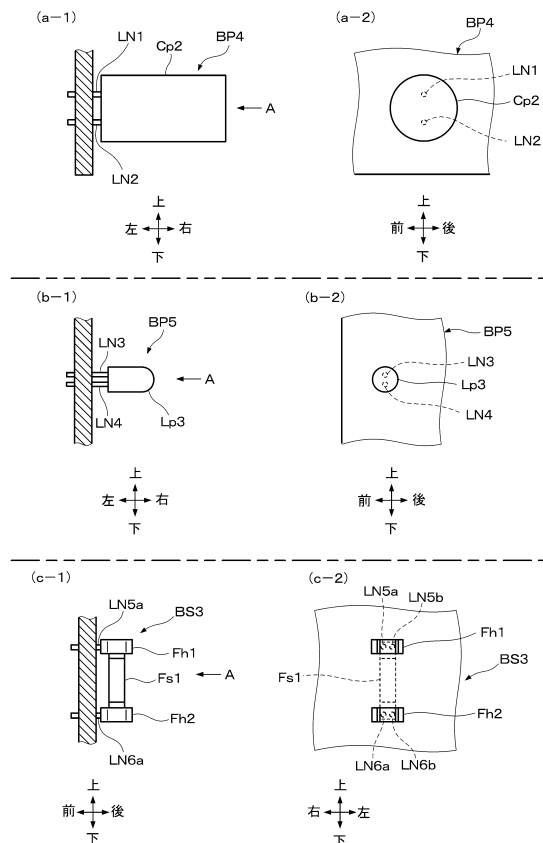 (a-1)
LN1
Cp2
BP4
A
LN2
上
左 右
下
(a-2)
BP4
LN1
Cp2
LN2
上
前 後
下
(b-1)
LN3
BP5
A
LN4
Lp3
上
左 右
下
(b-2)
BP5
LN3
Lp3
LN4
上
前 後
下
(c-1)
LN5a
BS3
Fh1
Fs1
A
Fh2
LN6a
上
前 後
下
(c-2)
LN5a
LN5b
Fh1
BS3
Fs1
Fh2
LN6a
LN6b
上
右 左
下